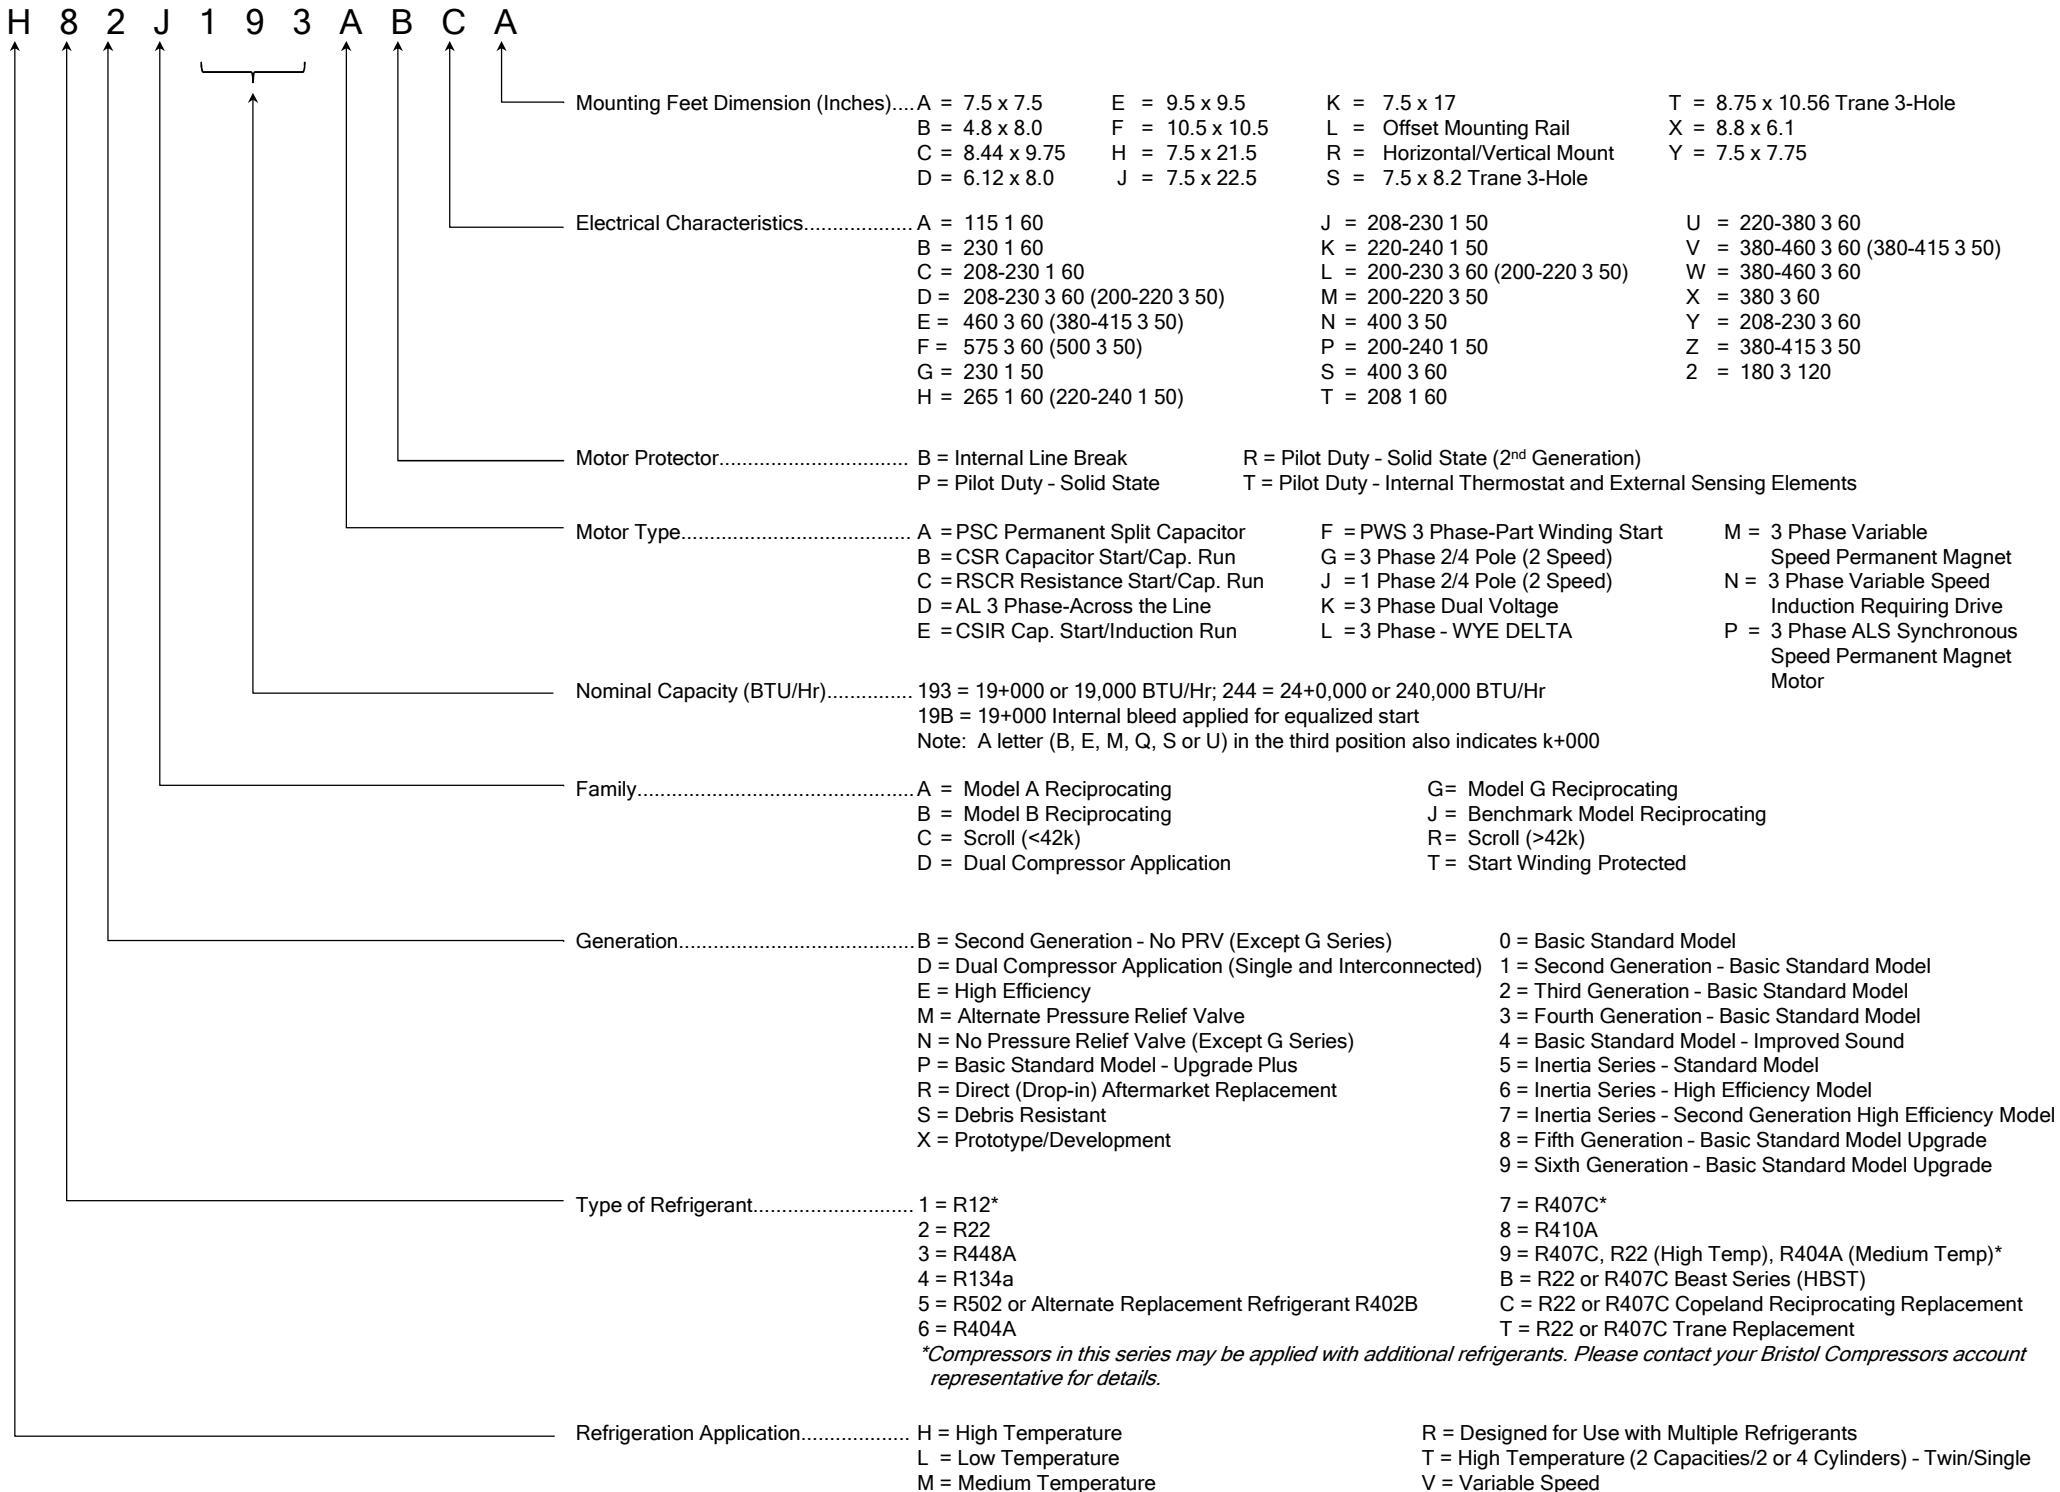 H 8 2 J 1 9 3 A B C A
Mounting Feet Dimension (Inches)....A = 7.5 x 7.5 E = 9.5 x 9.5 K = 7.5 x 17 T = 8.75 x 10.56 Trane 3-Hole
B = 4.8 x 8.0 F = 10.5 x 10.5 L = Offset Mounting Rail X = 8.8 x 6.1
C = 8.44 x 9.75 H = 7.5 x 21.5 R = Horizontal/Vertical Mount Y = 7.5 x 7.75
D = 6.12 x 8.0 J = 7.5 x 22.5 S = 7.5 x 8.2 Trane 3-Hole
Electrical Characteristics................... A = 115 1 60 J = 208-230 1 50 U = 220-380 3 60
B = 230 1 60 K = 220-240 1 50 V = 380-460 3 60 (380-415 3 50)
C = 208-230 1 60 L = 200-230 3 60 (200-220 3 50) W = 380-460 3 60
D = 208-230 3 60 (200-220 3 50) M = 200-220 3 50 X = 380 3 60
E = 460 3 60 (380-415 3 50) N = 400 3 50 Y = 208-230 3 60
F = 575 3 60 (500 3 50) P = 200-240 1 50 Z = 380-415 3 50
G = 230 1 50 S = 400 3 60 2 = 180 3 120
H = 265 1 60 (220-240 1 50) T = 208 1 60
Motor Protector................................. B = Internal Line Break R = Pilot Duty – Solid State (2nd Generation)
P = Pilot Duty – Solid State T = Pilot Duty – Internal Thermostat and External Sensing Elements
Motor Type........................................ A = PSC Permanent Split Capacitor F = PWS 3 Phase-Part Winding Start M = 3 Phase Variable
B = CSR Capacitor Start/Cap. Run G = 3 Phase 2/4 Pole (2 Speed) Speed Permanent Magnet
C = RSCR Resistance Start/Cap. Run J = 1 Phase 2/4 Pole (2 Speed) N = 3 Phase Variable Speed
D = AL 3 Phase-Across the Line K = 3 Phase Dual Voltage Induction Requiring Drive
E = CSIR Cap. Start/Induction Run L = 3 Phase – WYE DELTA P = 3 Phase ALS Synchronous
Speed Permanent Magnet
Motor
Nominal Capacity (BTU/Hr)............... 193 = 19+000 or 19,000 BTU/Hr; 244 = 24+0,000 or 240,000 BTU/Hr
19B = 19+000 Internal bleed applied for equalized start
Note: A letter (B, E, M, Q, S or U) in the third position also indicates k+000
Family................................................A = Model A Reciprocating G= Model G Reciprocating
B = Model B Reciprocating J = Benchmark Model Reciprocating
C = Scroll (<42k) R= Scroll (>42k)
D = Dual Compressor Application T = Start Winding Protected
Generation.........................................B = Second Generation – No PRV (Except G Series) 0 = Basic Standard Model
D = Dual Compressor Application (Single and Interconnected) 1 = Second Generation – Basic Standard Model
E = High Efficiency 2 = Third Generation – Basic Standard Model
M = Alternate Pressure Relief Valve 3 = Fourth Generation – Basic Standard Model
N = No Pressure Relief Valve (Except G Series) 4 = Basic Standard Model – Improved Sound
P = Basic Standard Model – Upgrade Plus 5 = Inertia Series – Standard Model
R = Direct (Drop-in) Aftermarket Replacement 6 = Inertia Series – High Efficiency Model
S = Debris Resistant 7 = Inertia Series – Second Generation High Efficiency Model
X = Prototype/Development 8 = Fifth Generation – Basic Standard Model Upgrade
9 = Sixth Generation – Basic Standard Model Upgrade
Type of Refrigerant............................ 1 = R12* 7 = R407C*
2 = R22 8 = R410A
3 = R448A 9 = R407C, R22 (High Temp), R404A (Medium Temp)*
4 = R134a B = R22 or R407C Beast Series (HBST)
5 = R502 or Alternate Replacement Refrigerant R402B C = R22 or R407C Copeland Reciprocating Replacement
6 = R404A T = R22 or R407C Trane Replacement
*Compressors in this series may be applied with additional refrigerants. Please contact your Bristol Compressors account
representative for details.
Refrigeration Application................... H = High Temperature R = Designed for Use with Multiple Refrigerants
L = Low Temperature T = High Temperature (2 Capacities/2 or 4 Cylinders) – Twin/Single
M = Medium Temperature V = Variable Speed